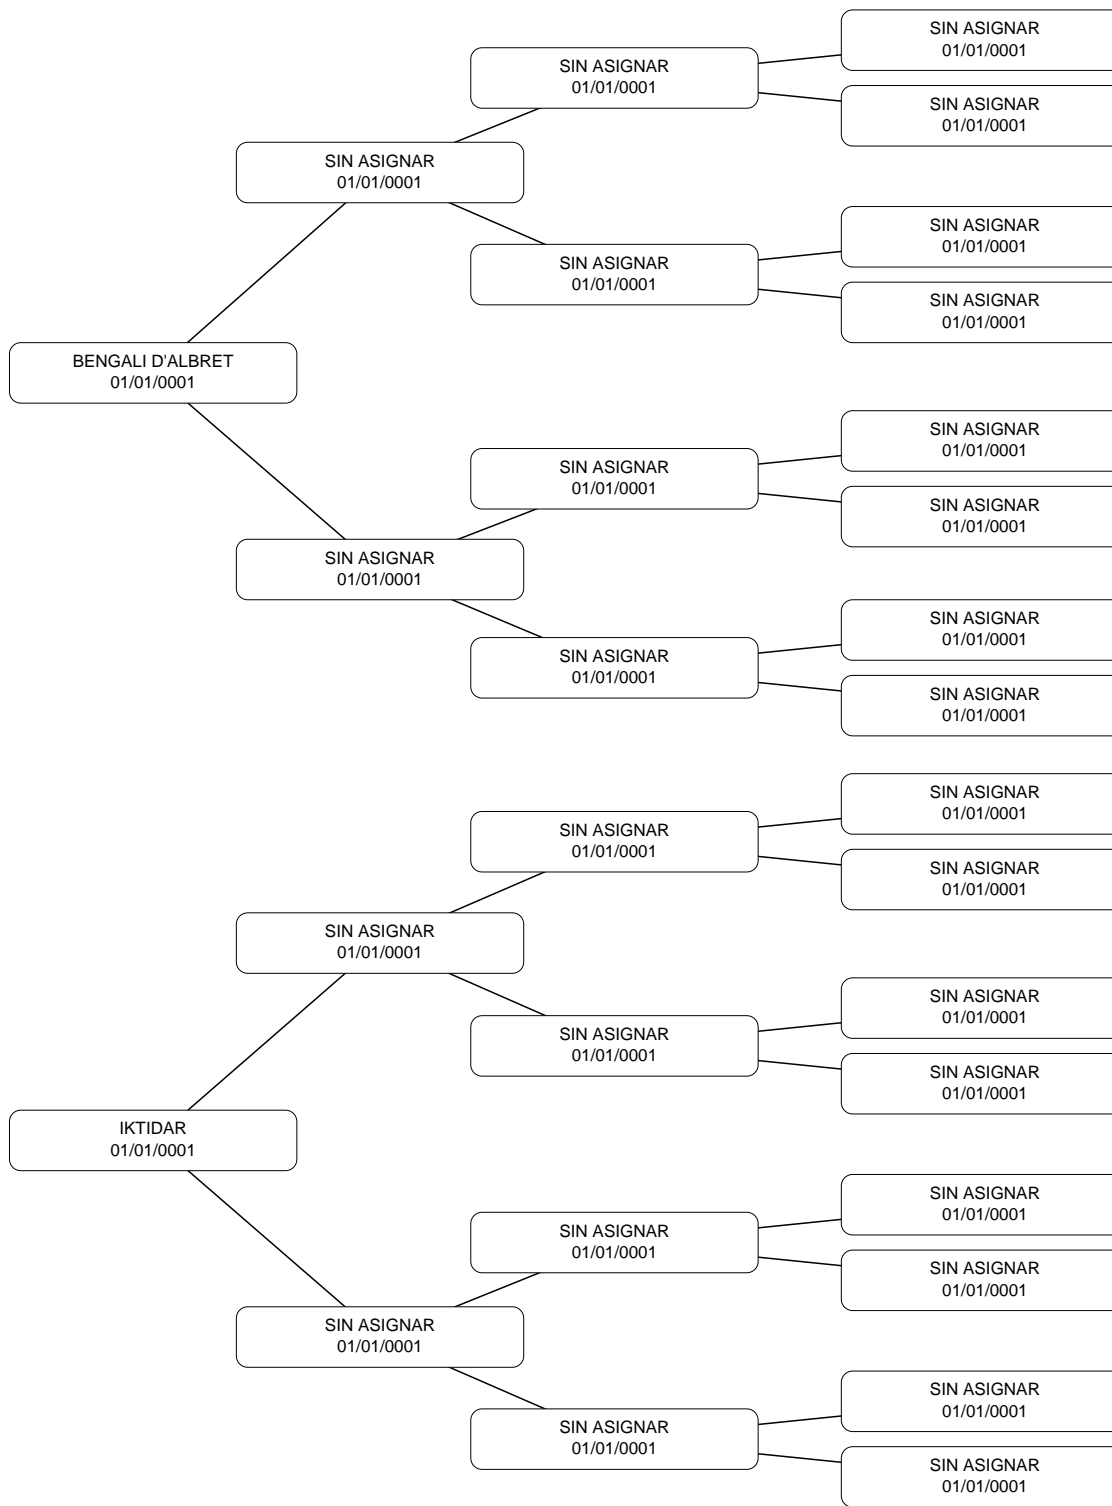 SIN ASIGNAR
01/01/0001
SIN ASIGNAR
01/01/0001
SIN ASIGNAR
01/01/0001
SIN ASIGNAR
01/01/0001
SIN ASIGNAR
01/01/0001
SIN ASIGNAR
01/01/0001
SIN ASIGNAR
01/01/0001
BENGALI D'ALBRET
01/01/0001
SIN ASIGNAR
01/01/0001
SIN ASIGNAR
01/01/0001
SIN ASIGNAR
01/01/0001
SIN ASIGNAR
01/01/0001
SIN ASIGNAR
01/01/0001
SIN ASIGNAR
01/01/0001
SIN ASIGNAR
01/01/0001
SIN ASIGNAR
01/01/0001
SIN ASIGNAR
01/01/0001
SIN ASIGNAR
01/01/0001
SIN ASIGNAR
01/01/0001
SIN ASIGNAR
01/01/0001
SIN ASIGNAR
01/01/0001
SIN ASIGNAR
01/01/0001
IKTIDAR
01/01/0001
SIN ASIGNAR
01/01/0001
SIN ASIGNAR
01/01/0001
SIN ASIGNAR
01/01/0001
SIN ASIGNAR
01/01/0001
SIN ASIGNAR
01/01/0001
SIN ASIGNAR
01/01/0001
SIN ASIGNAR
01/01/0001